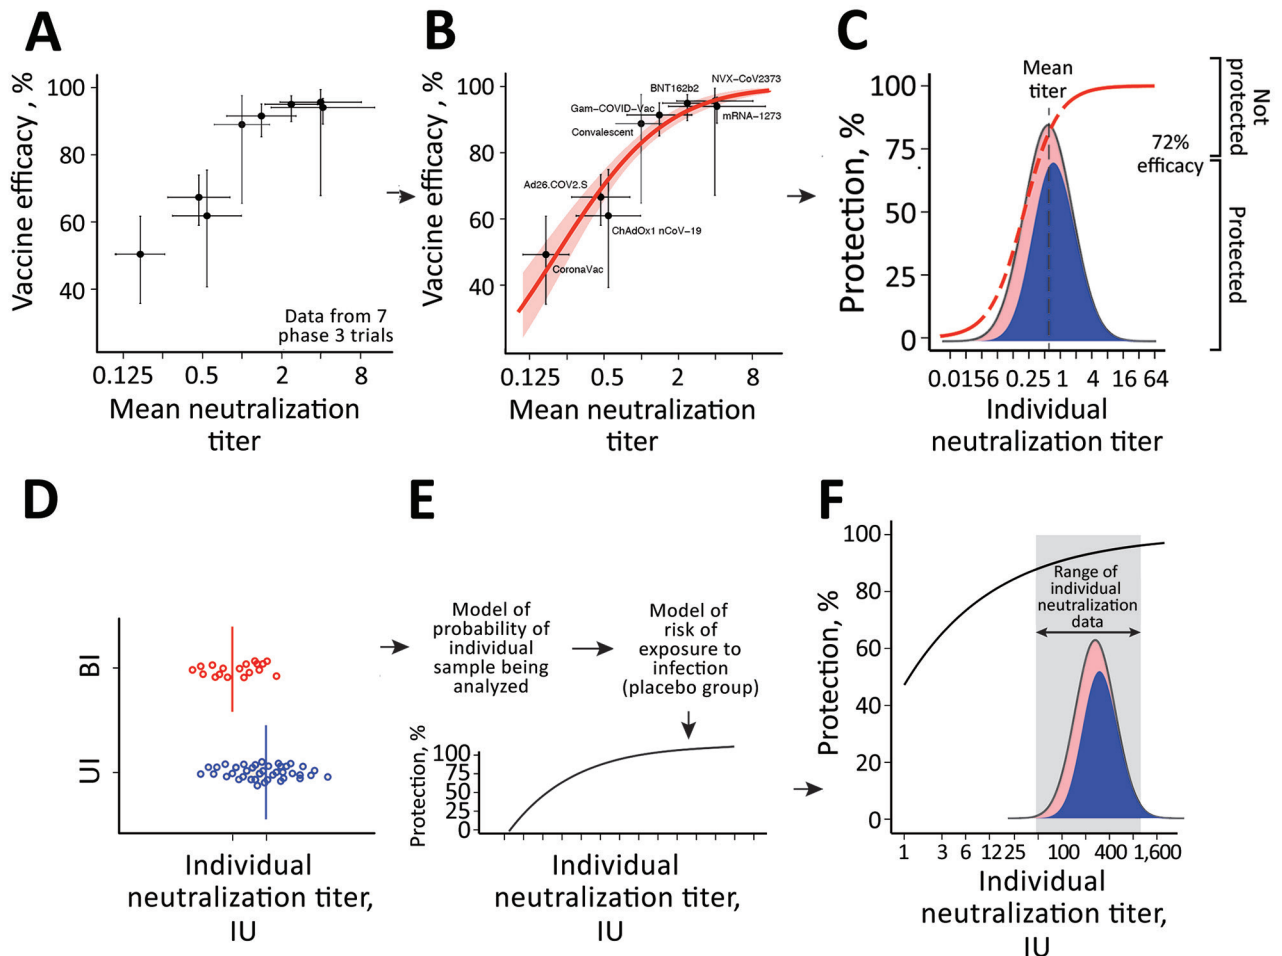 A
Vaccine efficacy , %
100
80
60
40
Data from 7
phase 3 trials
0.125
0.5
2
8
Mean neutralization
titer
B
Vaccine efficacy, %
100
80
60
40
NVX-CoV2373
BNT162b2
Gam-COVID-Vac
mRNA-1273
Convalescent
Ad26.COV2.S
ChAdOx1 nCoV-19
CoronaVac
0.125
0.5
2
8
Mean neutralization
titer
C
Protection, %
100
75
50
25
0
Mean
titer
72%
efficacy
Not
protected
Protected
0.0156
0.25
1
4
16
64
Individual
neutralization titer
D
BI
UI
Individual
neutralization titer,
IU
E
Model of
probability of
individual
sample being
analyzed
Model of
risk of
exposure to
infection
(placebo group)
Protection, %
100
75
50
25
0
Individual
neutralization titer,
IU
F
Protection, %
100
80
60
40
20
0
Range of
individual
neutralization
data
1
3
6
12
25
100
400
1,600
Individual
neutralization titer,
IU